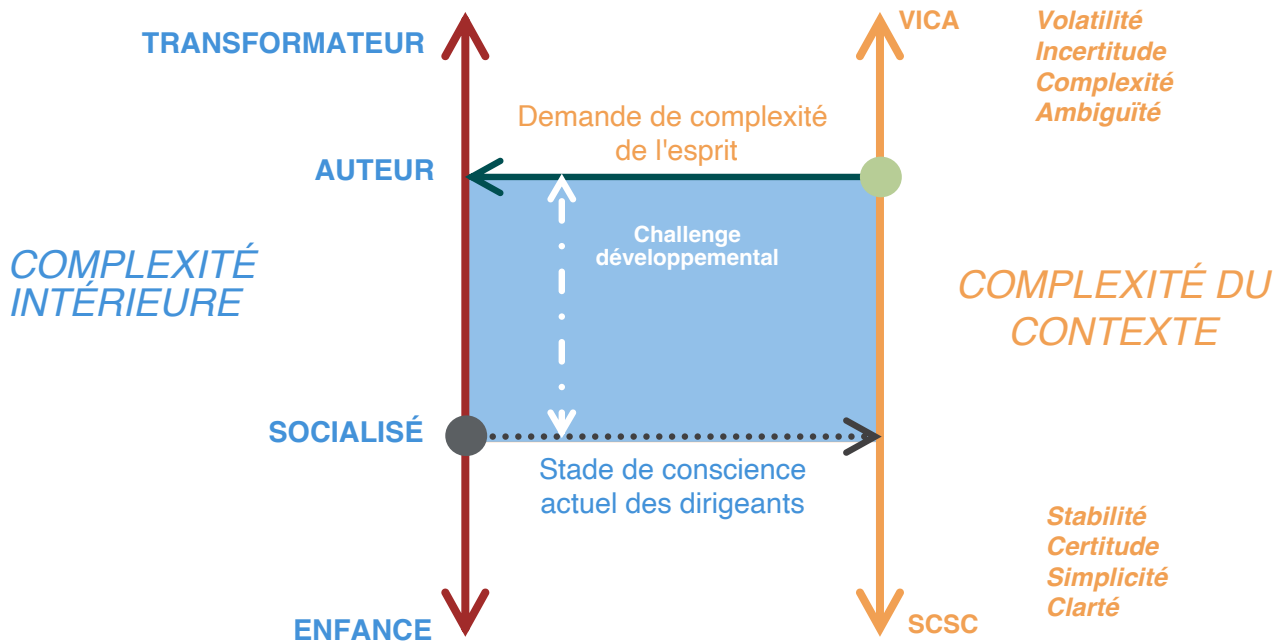 TRANSFORMATEUR
VICA
Volatilité
Incertitude
Complexité
Ambiguïté
Demande de complexité
de l'esprit
AUTEUR
Challenge
développemental
COMPLEXITÉ
INTÉRIEURE
COMPLEXITÉ DU
CONTEXTE
SOCIALISÉ
Stade de conscience
actuel des dirigeants
Stabilité
Certitude
Simplicité
Clarté
ENFANCE
SCSC